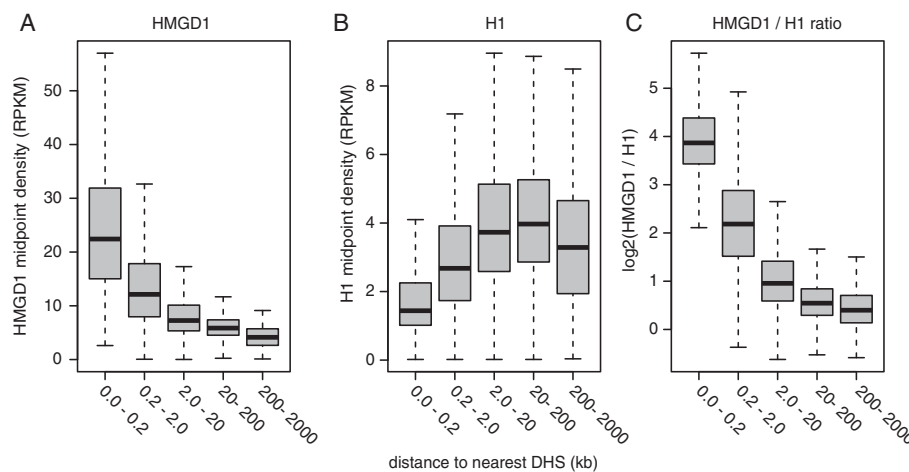 A HMGD1
HMGD1 midpoint density (RPKM)
50
40
30
20
10
0
0.0 - 0.2
0.2 - 2.0
2.0 - 20
20- 200
200- 2000
B H1
H1 midpoint density (RPKM)
8
6
4
2
0
0.0 - 0.2
0.2 - 2.0
2.0 - 20
20- 200
200- 2000
distance to nearest DHS (kb)
C HMGD1 / H1 ratio
log2(HMGD1 / H1)
5
4
3
2
1
0
0.0 - 0.2
0.2 - 2.0
2.0 - 20
20- 200
200- 2000